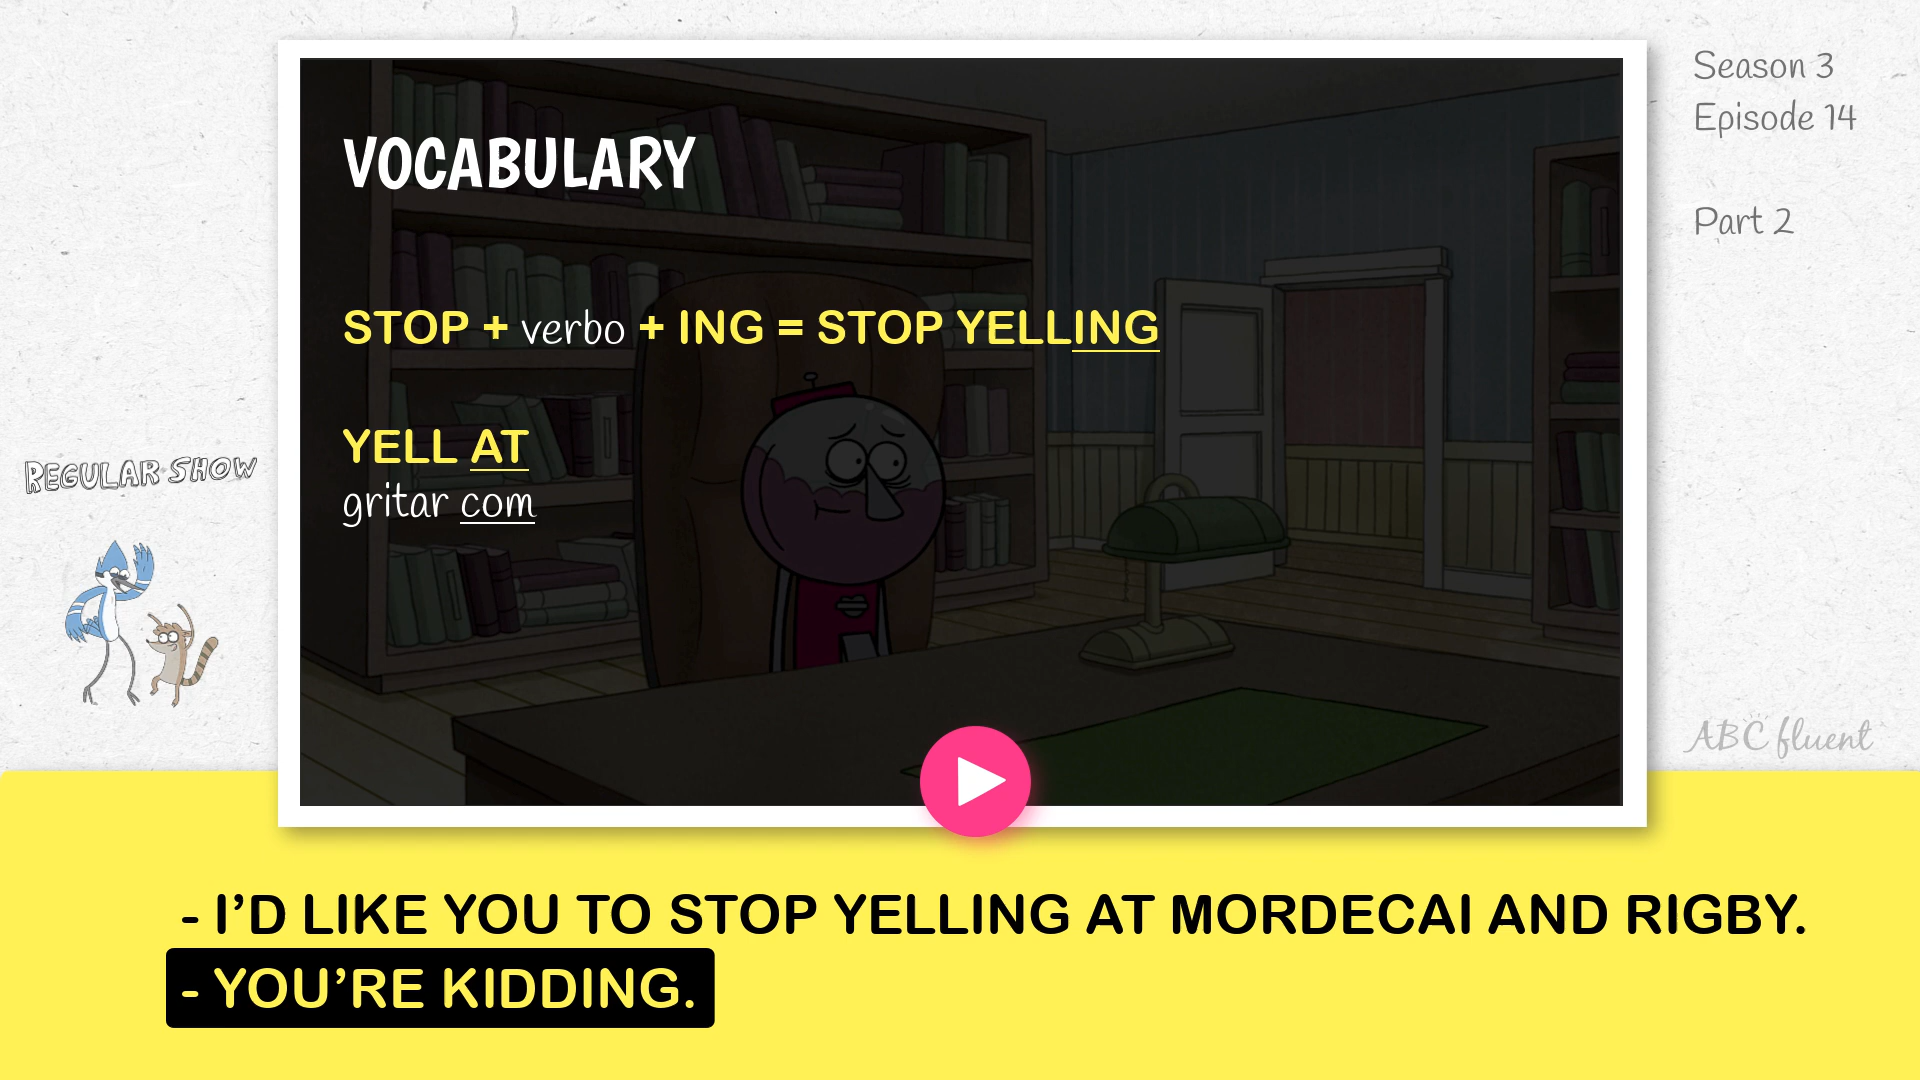 Season 3
Episode 14
Part 2
VOCABULARY
STOP + verbo + ING = STOP YELLING
YELL AT
gritar com
REGULAR SHOW
ABC fluent
- I’D LIKE YOU TO STOP YELLING AT MORDECAI AND RIGBY.
- YOU’RE KIDDING.